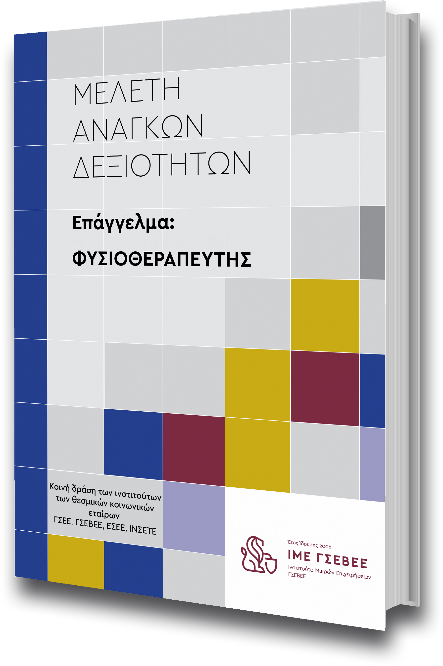 ΜΕΛΕΤΗ
ΑΝΑΓΚΩΝ
ΔΕΞΙΟΤΗΤΩΝ
Επάγγελμα:
ΦΥΣΙΟΘΕΡΑΠΕΥΤΗΣ
Κοινή δράση των ινστιτούτων
των θεσμικών κοινωνικών
εταίρων
ΓΣΕΕ, ΓΣΕΒΕΕ, ΕΣΕΕ, ΙΝΣΕΤΕ
ΙΜΕ ΓΣΕΒΕΕ
ΓΣΕΒΕΕ